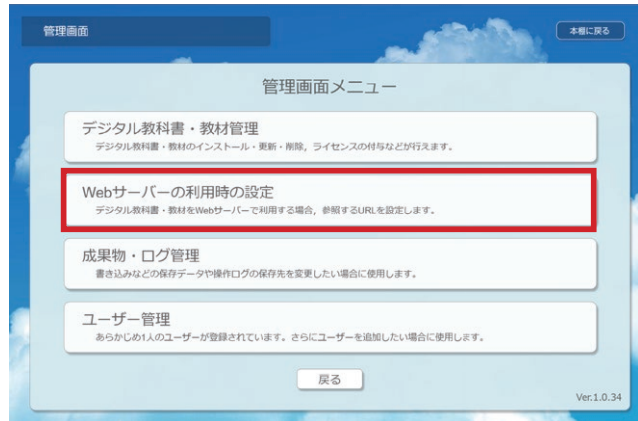 管理画面
本棚に戻る
管理画面メニュー
デジタル教科書・教材管理
デジタル教科書・教材のインストール・更新・削除，ライセンスの付与などが行えます。
Webサーバーの利用時の設定
デジタル教科書・教材をWebサーバーで利用する場合，参照するURLを設定します。
成果物・ログ管理
書き込みなどの保存データや操作ログの保存先を変更したい場合に使用します。
ユーザー管理
あらかじめ1人のユーザーが登録されています。さらにユーザーを追加したい場合に使用します。
戻る
Ver.1.0.34